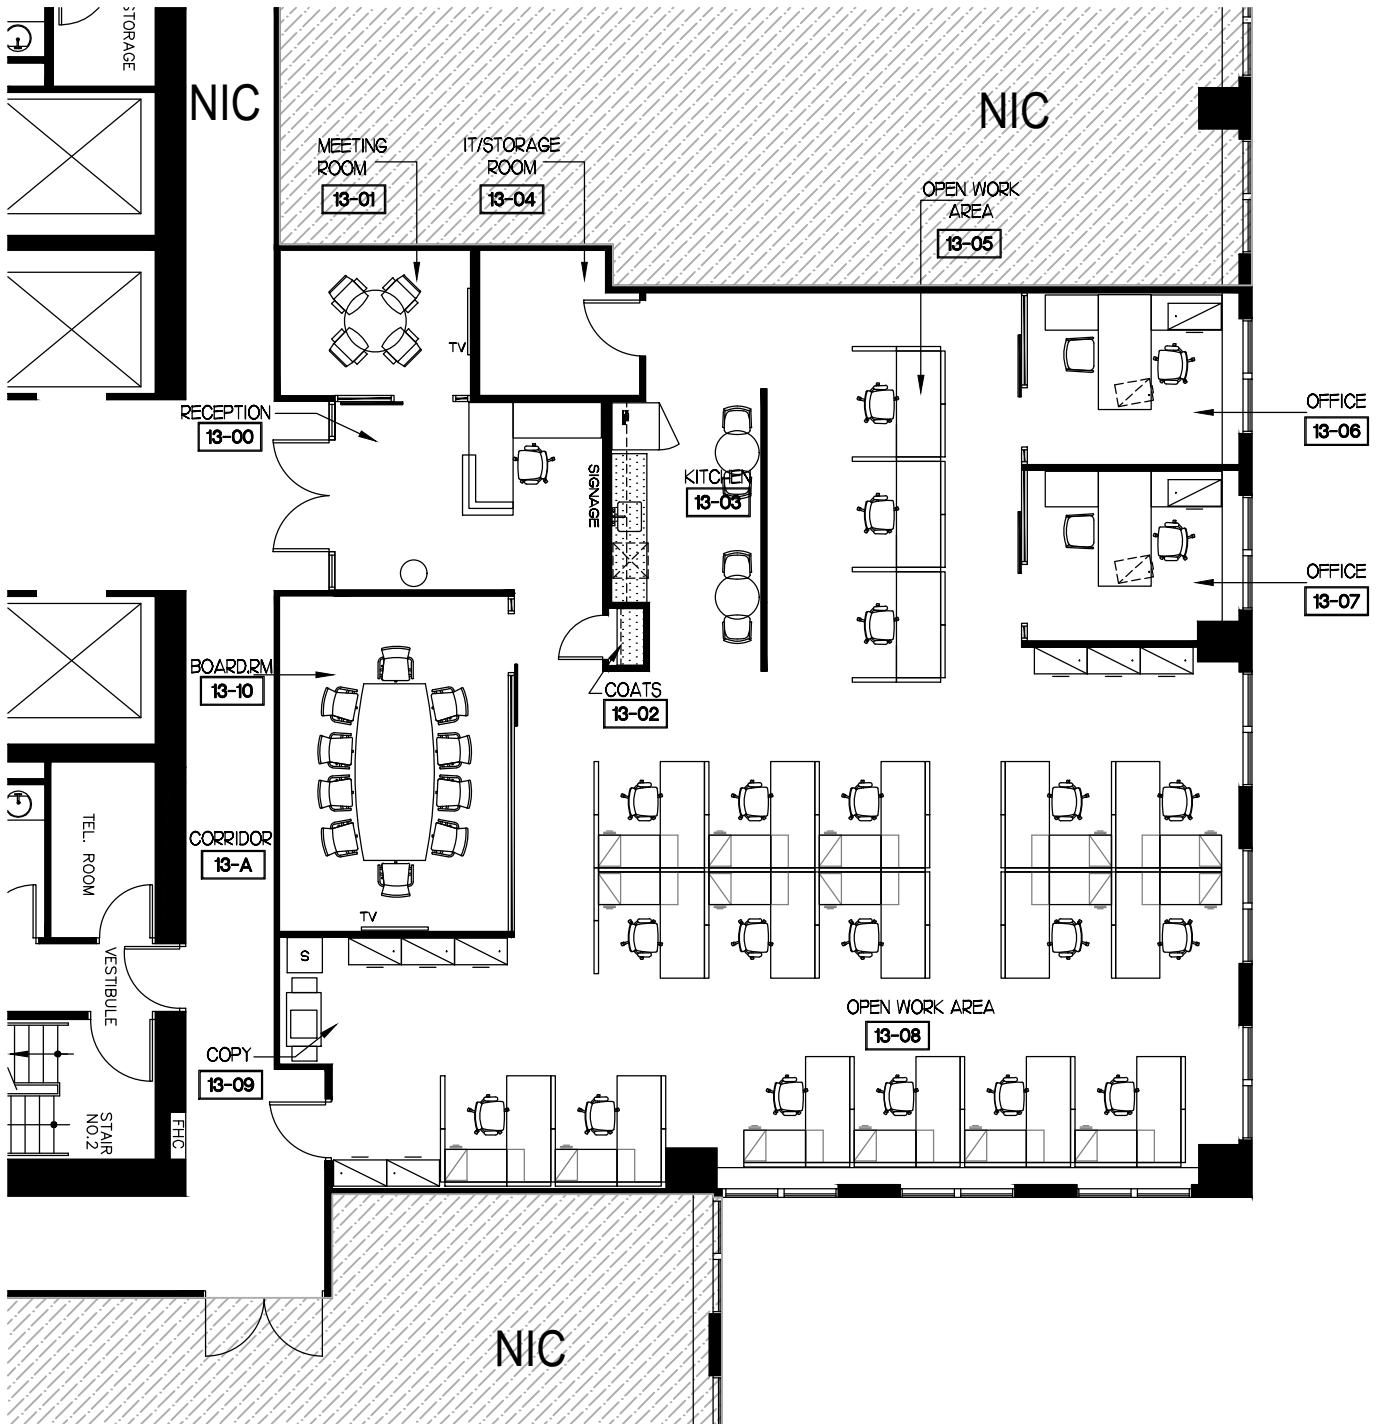 STORAGE
NIC
NIC
MEETING
ROOM
13-01
IT/STORAGE
ROOM
13-04
OPEN WORK
AREA
13-05
TV
RECEPTION
13-00
OFFICE
13-06
SIGNAGE
KITCHEN
13-03
OFFICE
13-07
BOARD.RM
13-10
COATS
13-02
TEL. ROOM
CORRIDOR
13-A
TV
S
VESTIBULE
OPEN WORK AREA
13-08
COPY
13-09
STAIR
NO.2
FHC
NIC